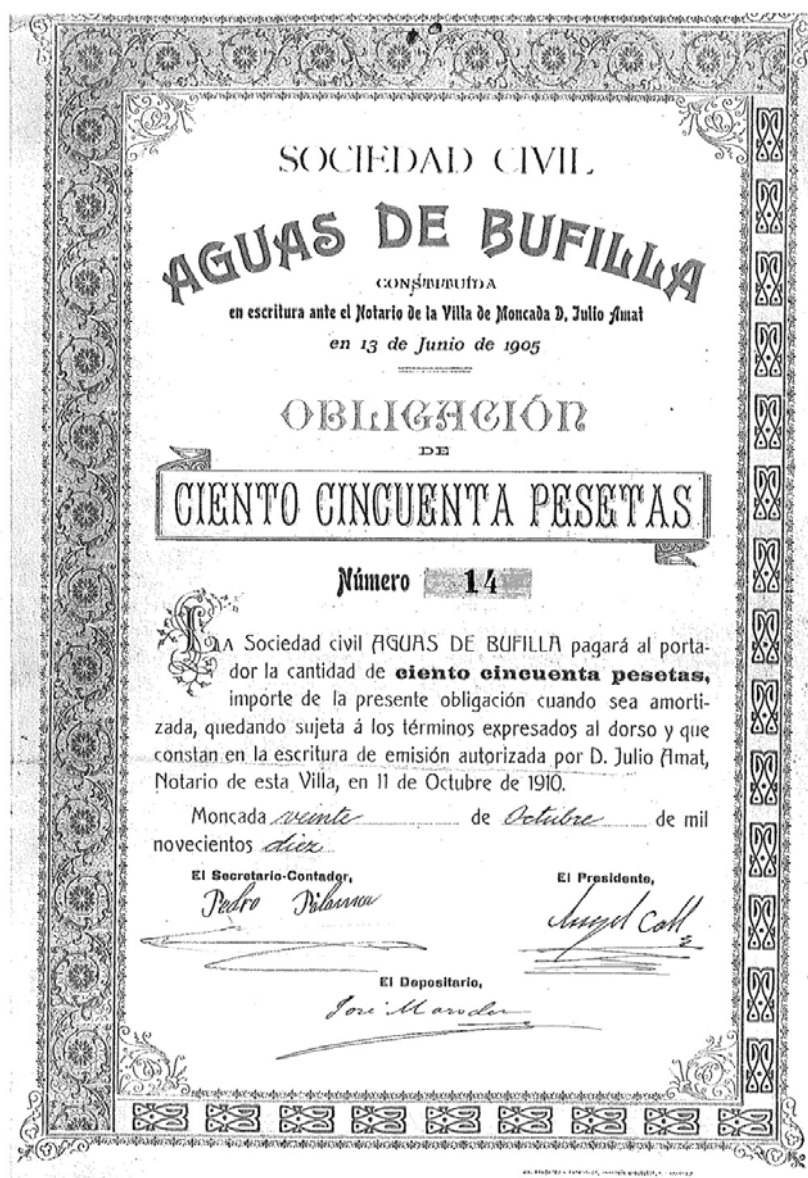 SOCIEDAD CIVIL
AGUAS DE BUFILLA
CONSTITUÍDA
en escritura ante el Notario de la Villa de Moncada D. Julio Amat
en 13 de Junio de 1905
OBLIGACIÓN
DE
CIENTO CINCUENTA PESETAS
Número 14
LA Sociedad civil AGUAS DE BUFILLA pagará al porta-
dor la cantidad de ciento cincuenta pesetas,
importe de la presente obligación cuando sea amorti-
zada, quedando sujeta á los términos expresados al dorso y que
constan en la escritura de emisión autorizada por D. Julio Amat,
Notario de esta Villa, en 11 de Octubre de 1910.
Moncada veinte de Octubre de mil
novecientos diez
El Secretario-Contador, El Presidente,
Pedro Angel Coll
El Depositario,
José